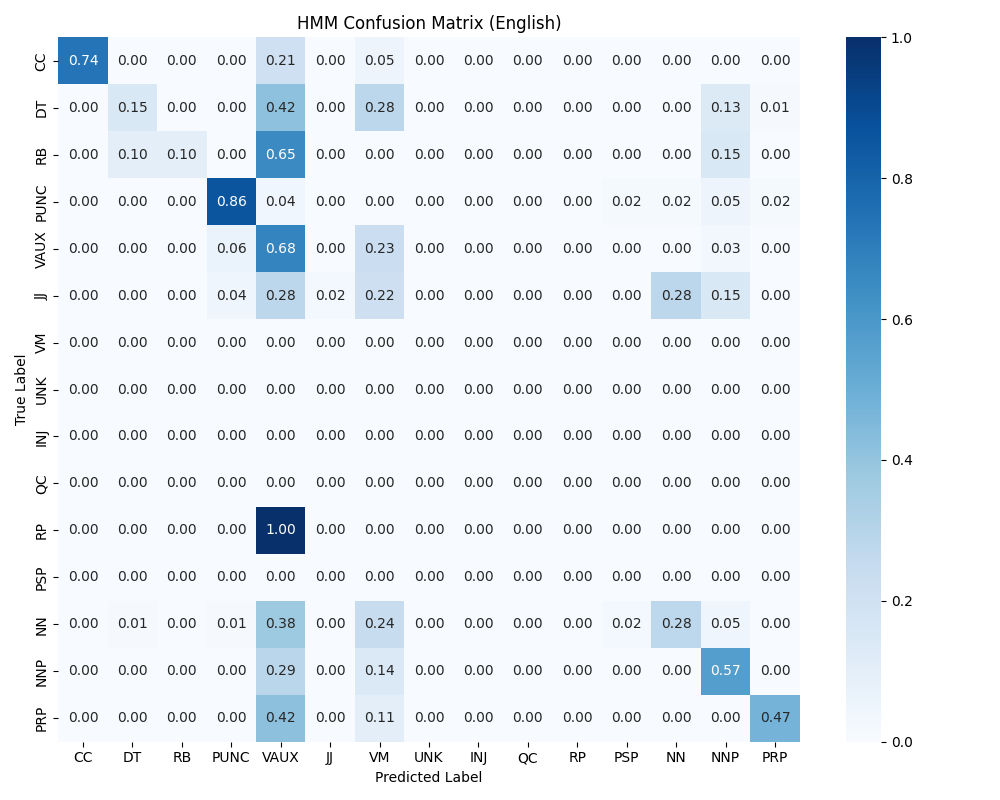 HMM Confusion Matrix (English)
CC 0.74 0.00 0.00 0.00 0.21 0.00 0.05 0.00 0.00 0.00 0.00 0.00 0.00 0.00 0.00
DT 0.00 0.15 0.00 0.00 0.42 0.00 0.28 0.00 0.00 0.00 0.00 0.00 0.00 0.13 0.01
RB 0.00 0.10 0.10 0.00 0.65 0.00 0.00 0.00 0.00 0.00 0.00 0.00 0.00 0.15 0.00
PUNC 0.00 0.00 0.00 0.86 0.04 0.00 0.00 0.00 0.00 0.00 0.00 0.02 0.02 0.05 0.02
VAUX 0.00 0.00 0.00 0.06 0.68 0.00 0.23 0.00 0.00 0.00 0.00 0.00 0.00 0.03 0.00
JJ 0.00 0.00 0.00 0.04 0.28 0.02 0.22 0.00 0.00 0.00 0.00 0.00 0.28 0.15 0.00
VM 0.00 0.00 0.00 0.00 0.00 0.00 0.00 0.00 0.00 0.00 0.00 0.00 0.00 0.00 0.00
UNK 0.00 0.00 0.00 0.00 0.00 0.00 0.00 0.00 0.00 0.00 0.00 0.00 0.00 0.00 0.00
INJ 0.00 0.00 0.00 0.00 0.00 0.00 0.00 0.00 0.00 0.00 0.00 0.00 0.00 0.00 0.00
QC 0.00 0.00 0.00 0.00 0.00 0.00 0.00 0.00 0.00 0.00 0.00 0.00 0.00 0.00 0.00
RP 0.00 0.00 0.00 0.00 1.00 0.00 0.00 0.00 0.00 0.00 0.00 0.00 0.00 0.00 0.00
PSP 0.00 0.00 0.00 0.00 0.00 0.00 0.00 0.00 0.00 0.00 0.00 0.00 0.00 0.00 0.00
NN 0.00 0.01 0.00 0.01 0.38 0.00 0.24 0.00 0.00 0.00 0.00 0.02 0.28 0.05 0.00
NNP 0.00 0.00 0.00 0.00 0.29 0.00 0.14 0.00 0.00 0.00 0.00 0.00 0.00 0.57 0.00
PRP 0.00 0.00 0.00 0.00 0.42 0.00 0.11 0.00 0.00 0.00 0.00 0.00 0.00 0.00 0.47
CC DT RB PUNC VAUX JJ VM UNK INJ QC RP PSP NN NNP PRP
Predicted Label
True Label
1.0
0.8
0.6
0.4
0.2
0.0